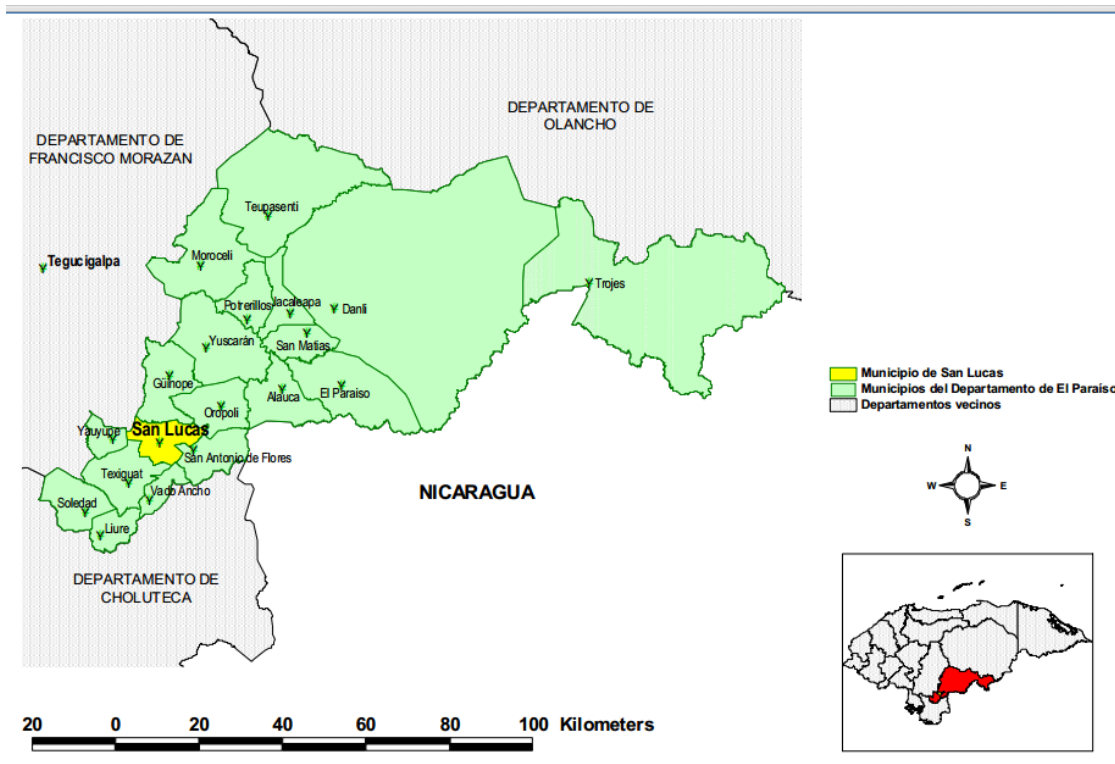 DEPARTAMENTO DE
OLANCHO
DEPARTAMENTO DE
FRANCISCO MORAZAN
Teupasenti
Tegucigalpa
Moroceli
Trojes
Potrerillos
Jacaleapa
Danlí
Yuscarán
San Matias
Güinope
Alauca
El Paraiso
Oropoli
Yauyupe
San Lucas
San Antonio de Flores
Texiguat
Vado Ancho
Soledad
Liure
NICARAGUA
DEPARTAMENTO DE
CHOLUTECA
Municipio de San Lucas
Municipios del Departamento de El Paraíso
Departamentos vecinos
N
W
E
S
20 0 20 40 60 80 100 Kilometers